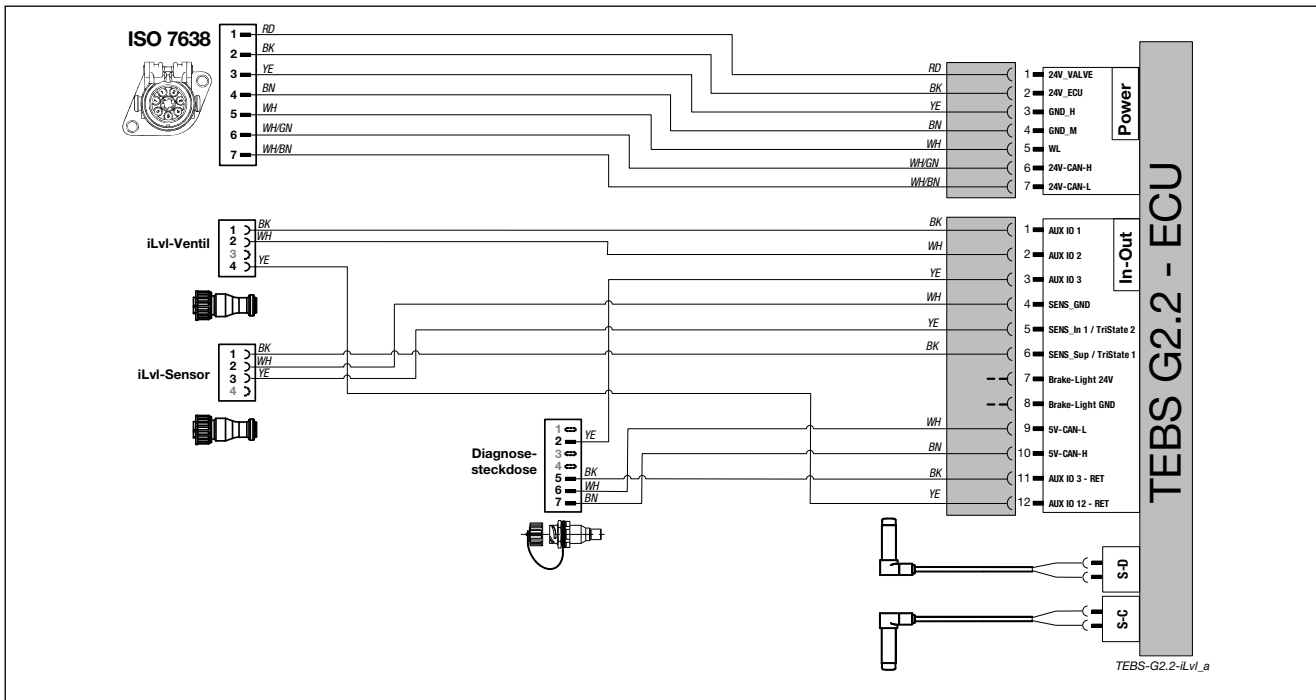 ISO 7638
1 RD
2 BK
3 YE
4 BN
5 WH
6 WH/GN
7 WH/BN
iLvl-Ventil
1 BK
2 WH
3
4 YE
iLvl-Sensor
1 BK
2 WH
3 YE
4
Diagnose-
steckdose
1
2 YE
3
4
5 BK
6 WH
7 BN
RD 1 24V_VALVE
BK 2 24V_ECU
YE 3 GND_H
BN 4 GND_M
WH 5 WL
WH/GN 6 24V-CAN-H
WH/BN 7 24V-CAN-L
Power
BK 1 AUX IO 1
WH 2 AUX IO 2
YE 3 AUX IO 3
WH 4 SENS_GND
YE 5 SENS_In 1 / TriState 2
BK 6 SENS_Sup / TriState 1
7 Brake-Light 24V
8 Brake-Light GND
WH 9 5V-CAN-L
BN 10 5V-CAN-H
BK 11 AUX IO 3 - RET
YE 12 AUX IO 12 - RET
In-Out
S-D
S-C
TEBS G2.2 - ECU
TEBS-G2.2-iLvl_a